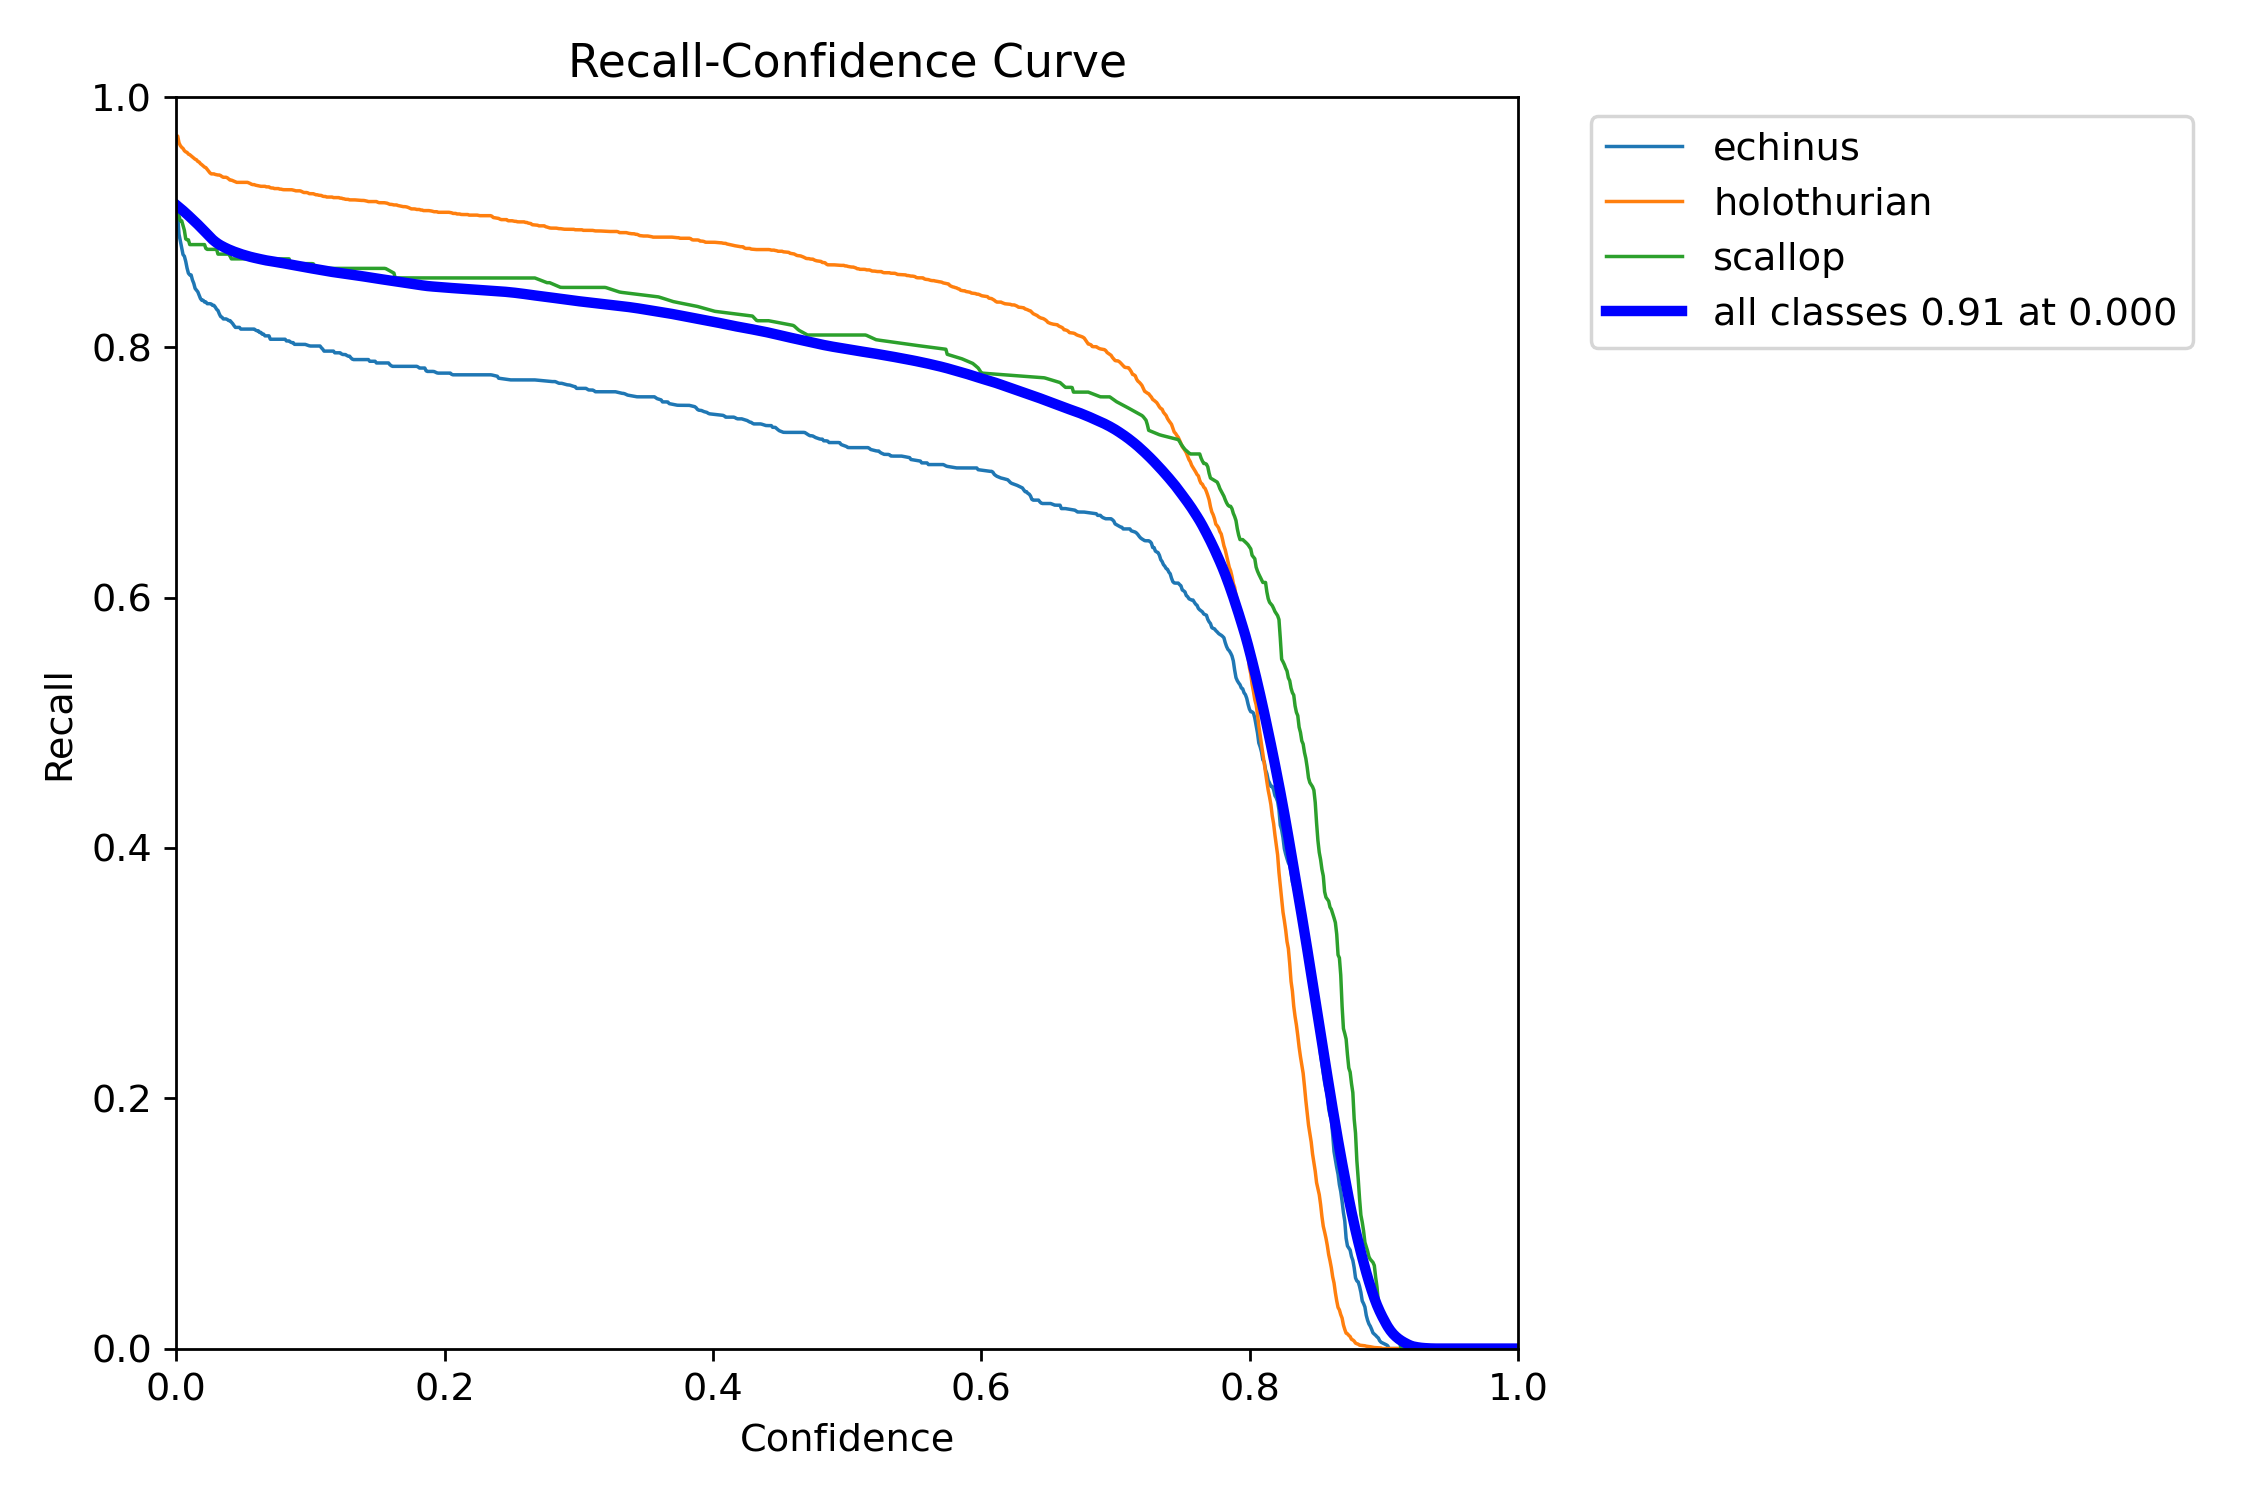 Recall-Confidence Curve
1.0
0.8
0.6
0.4
0.2
0.0
Recall
0.0 0.2 0.4 0.6 0.8 1.0
Confidence
echinus
holothurian
scallop
all classes 0.91 at 0.000